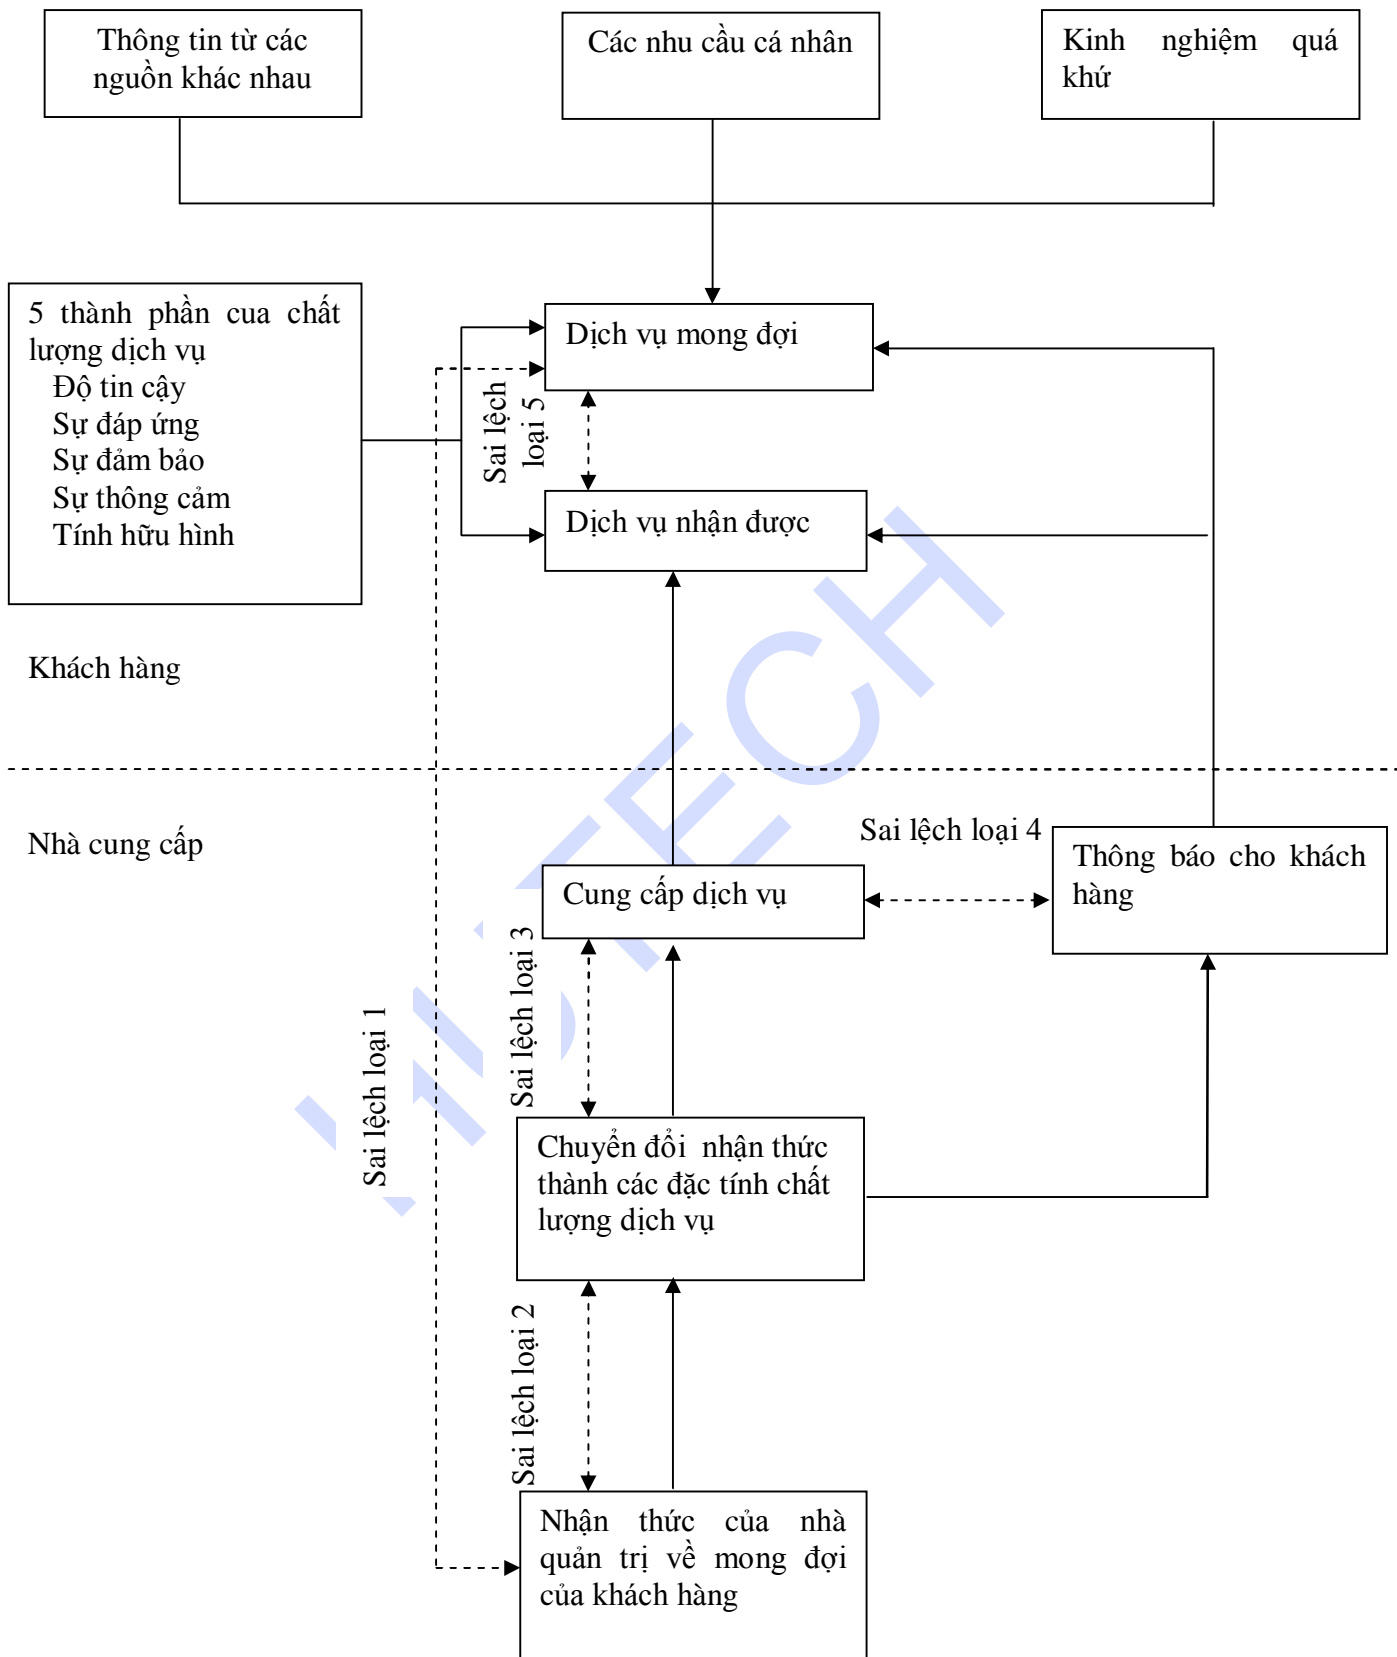 Thông tin từ các
nguồn khác nhau
Các nhu cầu cá nhân
Kinh nghiệm quá
khứ
5 thành phần cua chất
lượng dịch vụ
Độ tin cậy
Sự đáp ứng
Sự đảm bảo
Sự thông cảm
Tính hữu hình
Dịch vụ mong đợi
Sai lệch
loại 5
Dịch vụ nhận được
Khách hàng
Nhà cung cấp
Sai lệch loại 4
Thông báo cho khách
hàng
Cung cấp dịch vụ
Sai lệch loại 3
Sai lệch loại 1
Chuyển đổi nhận thức
thành các đặc tính chất
lượng dịch vụ
Sai lệch loại 2
Nhận thức của nhà
quản trị về mong đợi
của khách hàng